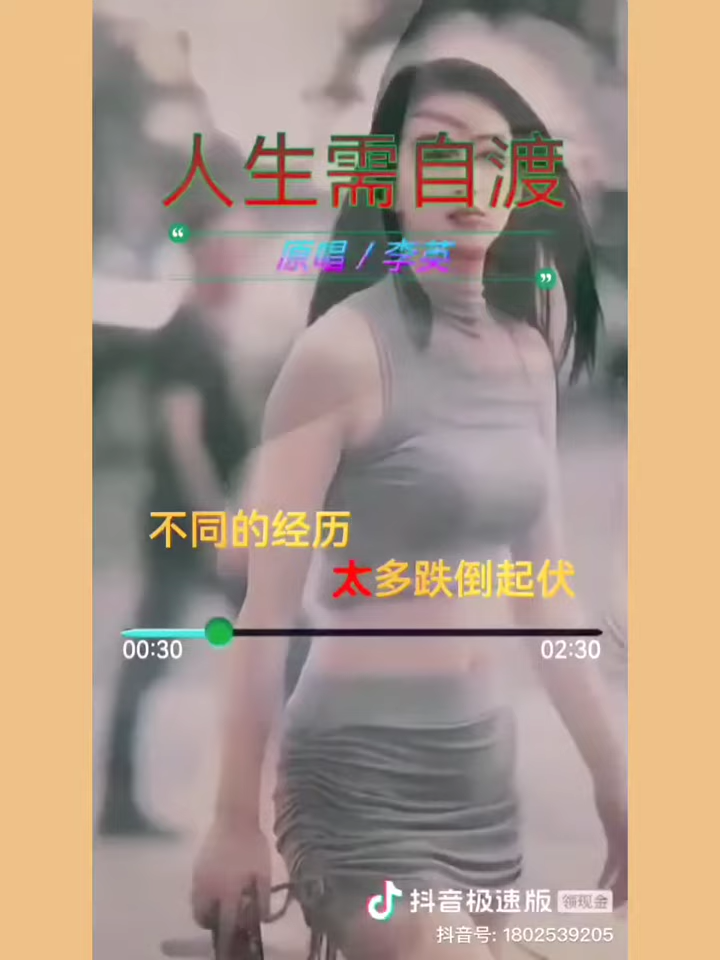 人生需自渡
“
原唱 / 李英
”
不同的经历
太多跌倒起伏
00:30 02:30
抖音极速版 领现金
抖音号: 1802539205